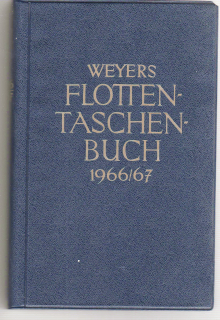 WEYERS
FLOTTEN-
TASCHEN-
BUCH
1966/67